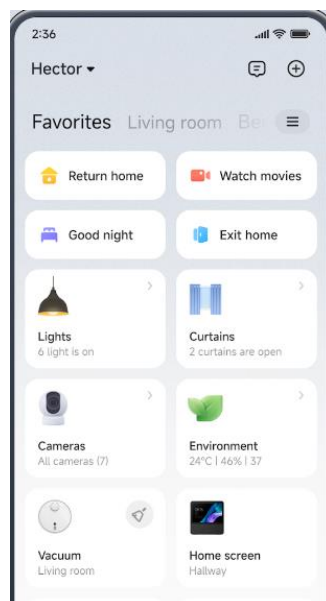 2:36
Hector
Favorites Living room
Return home Watch movies
Good night Exit home
Lights Curtains
6 light is on 2 curtains are open
Cameras Environment
All cameras (7) 24°C | 46% | 37
Vacuum Home screen
Living room Hallway